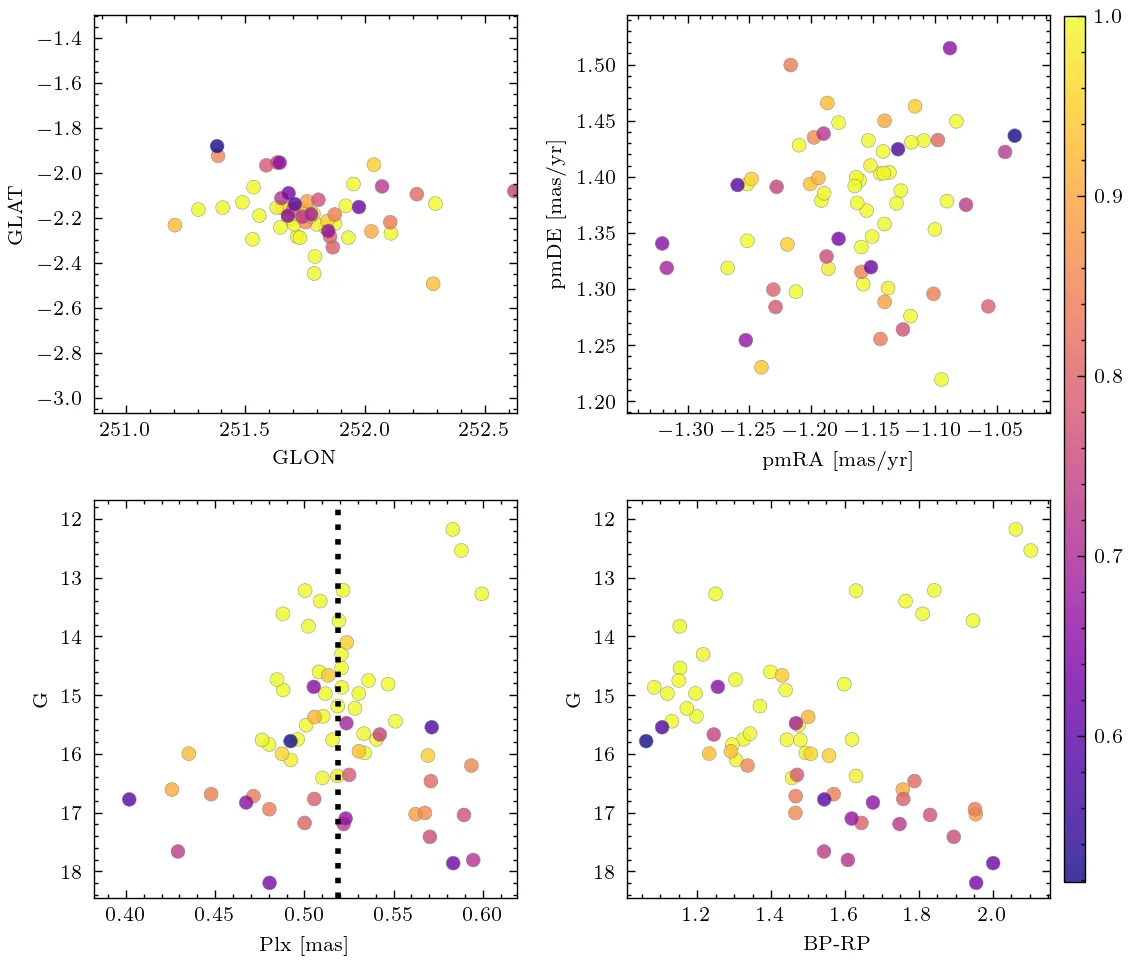 −1.4
−1.6
−1.8
−2.0
−2.2
−2.4
−2.6
−2.8
−3.0
GLAT
251.0 251.5 252.0 252.5
GLON
1.50
1.45
1.40
1.35
1.30
1.25
1.20
pmDE [mas/yr]
−1.30 −1.25 −1.20 −1.15 −1.10 −1.05
pmRA [mas/yr]
1.0
0.9
0.8
0.7
0.6
12
13
14
15
16
17
18
G
0.40 0.45 0.50 0.55 0.60
Plx [mas]
12
13
14
15
16
17
18
G
1.2 1.4 1.6 1.8 2.0
BP-RP